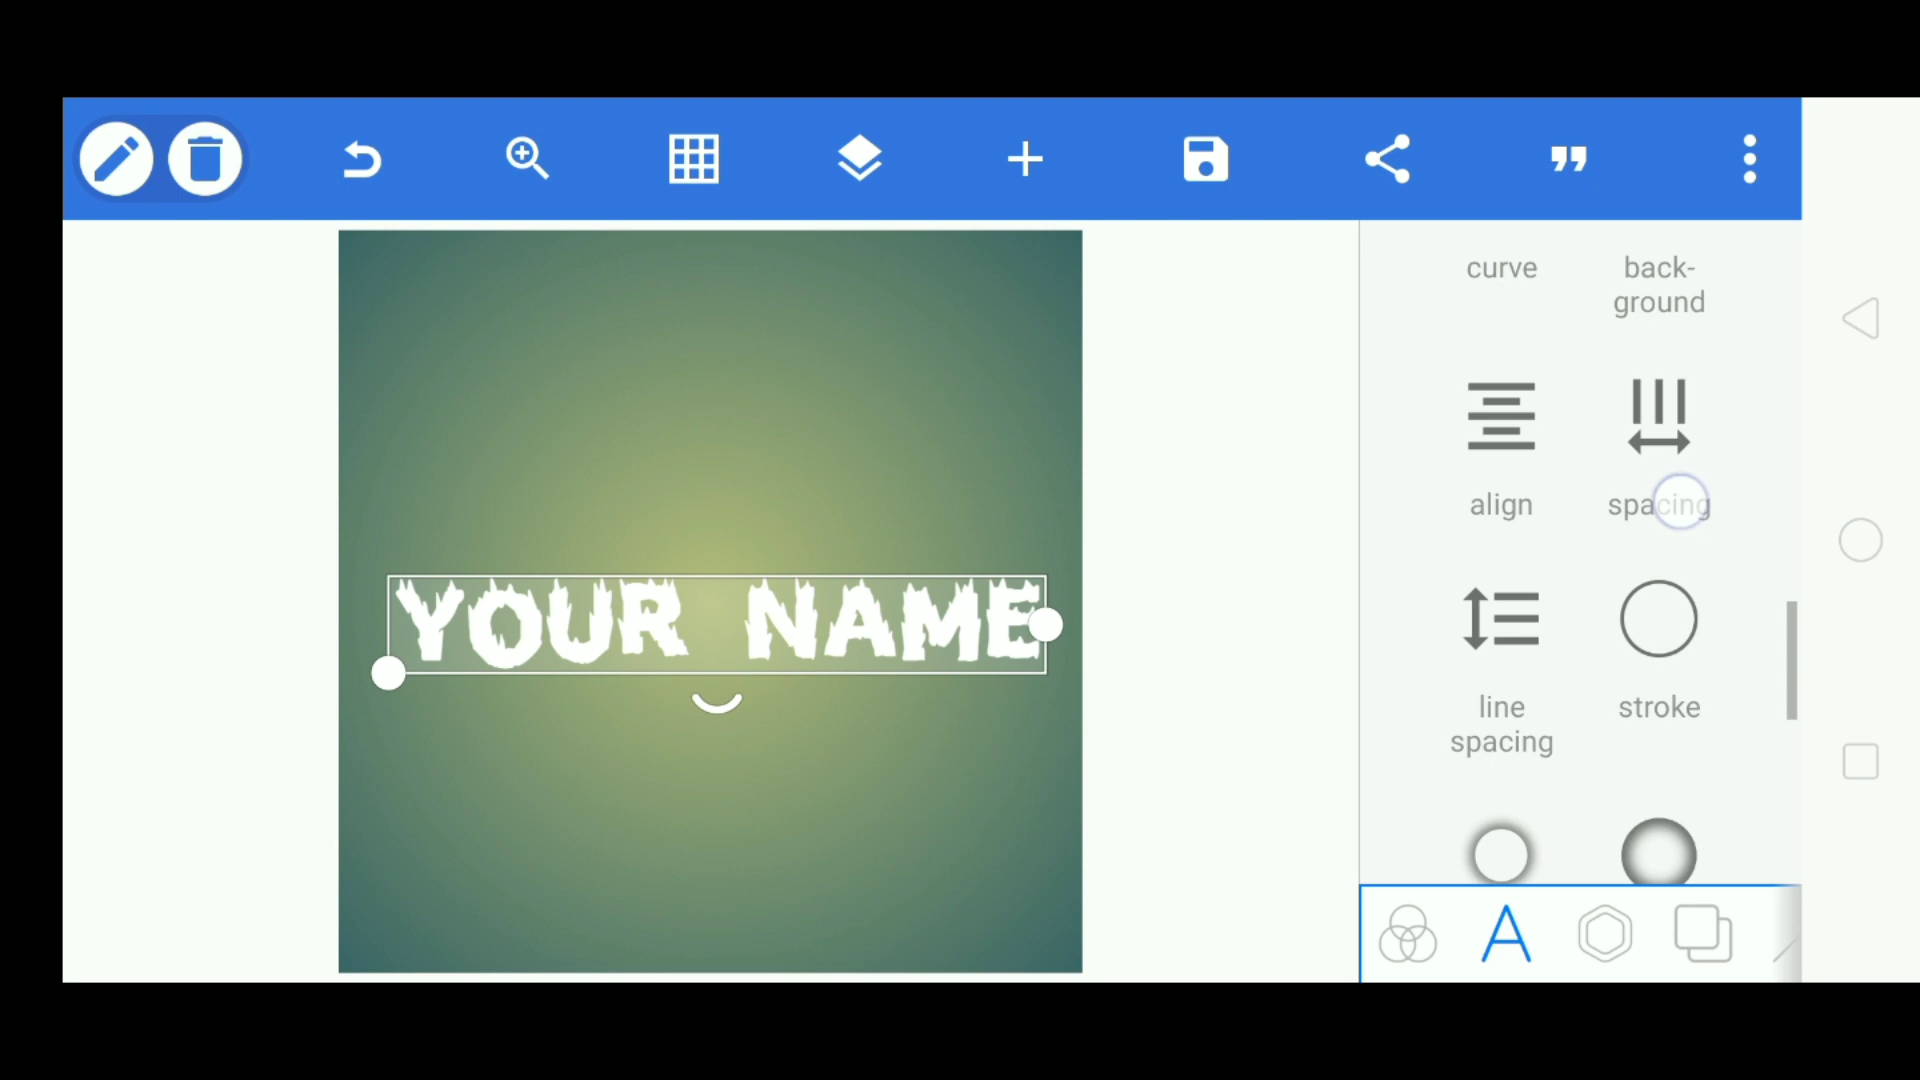 curve
back-
ground
YOUR NAME
align
spacing
line
spacing
stroke